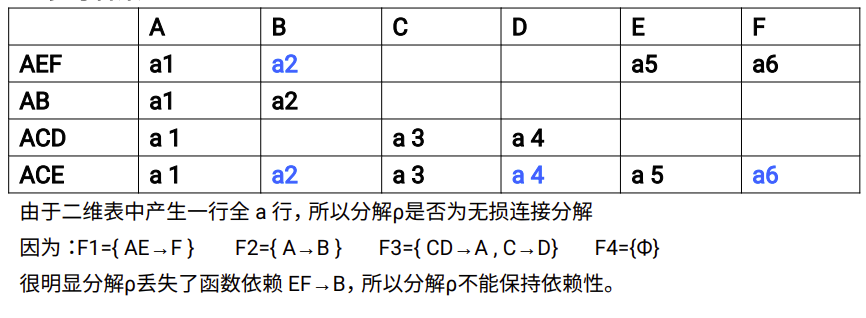 A B C D E F
AEF a1 a2 a5 a6
AB a1 a2
ACD a 1 a 3 a 4
ACE a 1 a2 a 3 a 4 a 5 a6
由于二维表中产生一行全 a 行，所以分解ρ是否为无损连接分解
因为：F1={ AE→F } F2={ A→B } F3={ CD→A , C→D} F4={Φ}
很明显分解ρ丢失了函数依赖 EF→B，所以分解ρ不能保持依赖性。